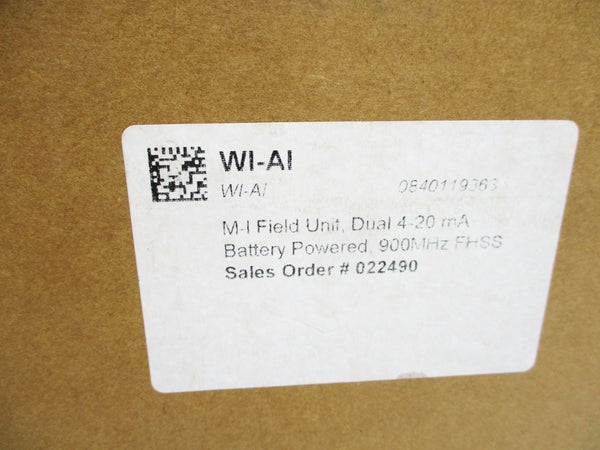 WI-AI
WI-AI 0840119363
M-I Field Unit, Dual 4-20 mA
Battery Powered, 900MHz FHSS
Sales Order # 022490